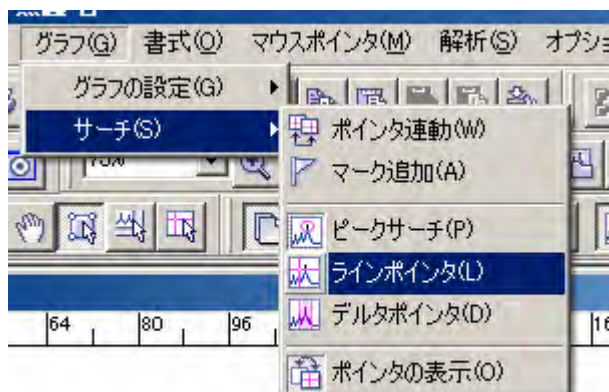 グラフ(G) 書式(O) マウスポインタ(M) 解析(S)
グラフの設定(G)
サーチ(S)
ポインタ連動(W)
マーク追加(A)
ピークサーチ(P)
ラインポインタ(L)
デルタポインタ(D)
ポインタの表示(O)
64 80 96